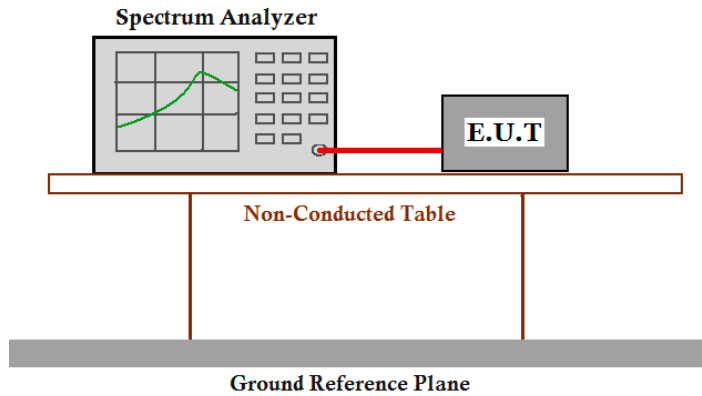 Spectrum Analyzer
E.U.T
Non-Conducted Table
Ground Reference Plane